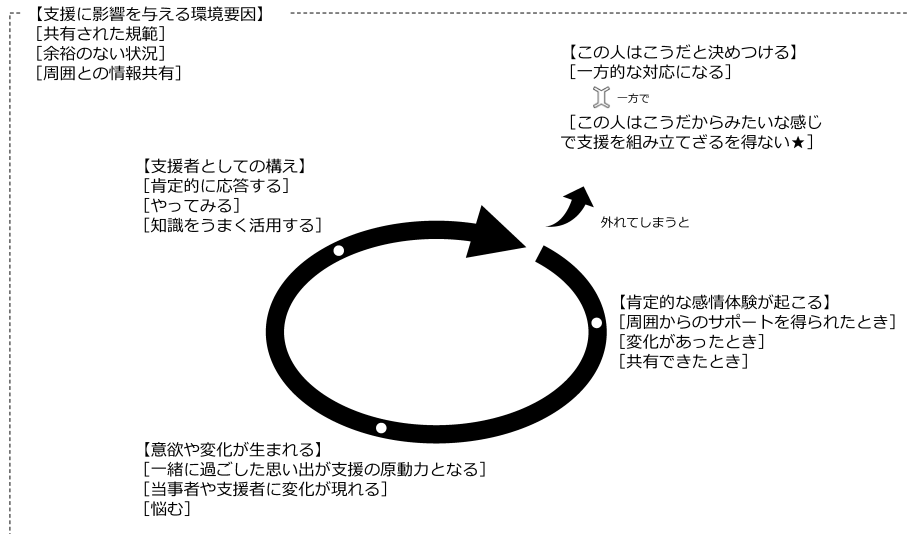 【支援に影響を与える環境要因】
［共有された規範］
［余裕のない状況］
［周囲との情報共有］
【この人はこうだと決めつける】
［一方的な対応になる］
一方で
［この人はこうだからみたいな感じ
で支援を組み立てざるを得ない★］
【支援者としての構え】
［肯定的に応答する］
［やってみる］
［知識をうまく活用する］
外れてしまうと
【肯定的な感情体験が起こる】
［周囲からのサポートを得られたとき］
［変化があったとき］
［共有できたとき］
【意欲や変化が生まれる】
［一緒に過ごした思い出が支援の原動力となる］
［当事者や支援者に変化が現れる］
［悩む］